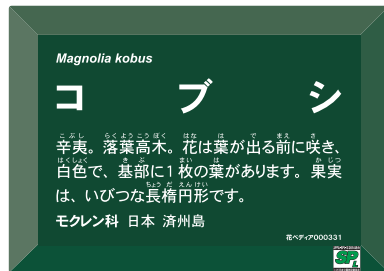 Magnolia kobus
コブシ
辛夷。落葉高木。花は葉が出る前に咲き、
白色で、基部に1枚の葉があります。果実
は、いびつな長楕円形です。
モクレン科 日本 済州島
花ペディア000331
SPL